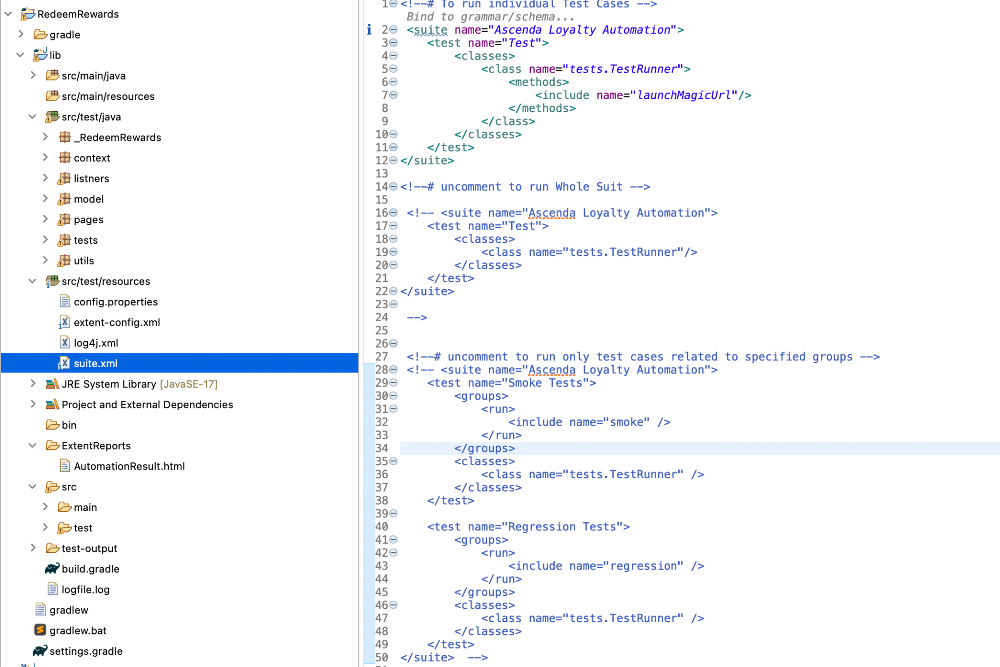 RedeemRewards
gradle
lib
src/main/java
src/main/resources
src/test/java
_RedeemRewards
context
listners
model
pages
tests
utils
src/test/resources
config.properties
extent-config.xml
log4j.xml
suite.xml
JRE System Library [JavaSE-17]
Project and External Dependencies
bin
ExtentReports
AutomationResult.html
src
main
test
test-output
build.gradle
logfile.log
gradlew
gradlew.bat
settings.gradle
1 <!--# To run individual Test Cases -->
Bind to grammar/schema...
2 <suite name="Ascenda Loyalty Automation">
3 <test name="Test">
4 <classes>
5 <class name="tests.TestRunner">
6 <methods>
7 <include name="launchMagicUrl"/>
8 </methods>
9 </class>
10 </classes>
11 </test>
12 </suite>
13
14 <!--# uncomment to run Whole Suit -->
15
16 <!-- <suite name="Ascenda Loyalty Automation">
17 <test name="Test">
18 <classes>
19 <class name="tests.TestRunner"/>
20 </classes>
21 </test>
22 </suite>
23
24 -->
25
26
27 <!--# uncomment to run only test cases related to specified groups -->
28 <!-- <suite name="Ascenda Loyalty Automation">
29 <test name="Smoke Tests">
30 <groups>
31 <run>
32 <include name="smoke" />
33 </run>
34 </groups>
35 <classes>
36 <class name="tests.TestRunner" />
37 </classes>
38 </test>
39
40 <test name="Regression Tests">
41 <groups>
42 <run>
43 <include name="regression" />
44 </run>
45 </groups>
46 <classes>
47 <class name="tests.TestRunner" />
48 </classes>
49 </test>
50 </suite> -->